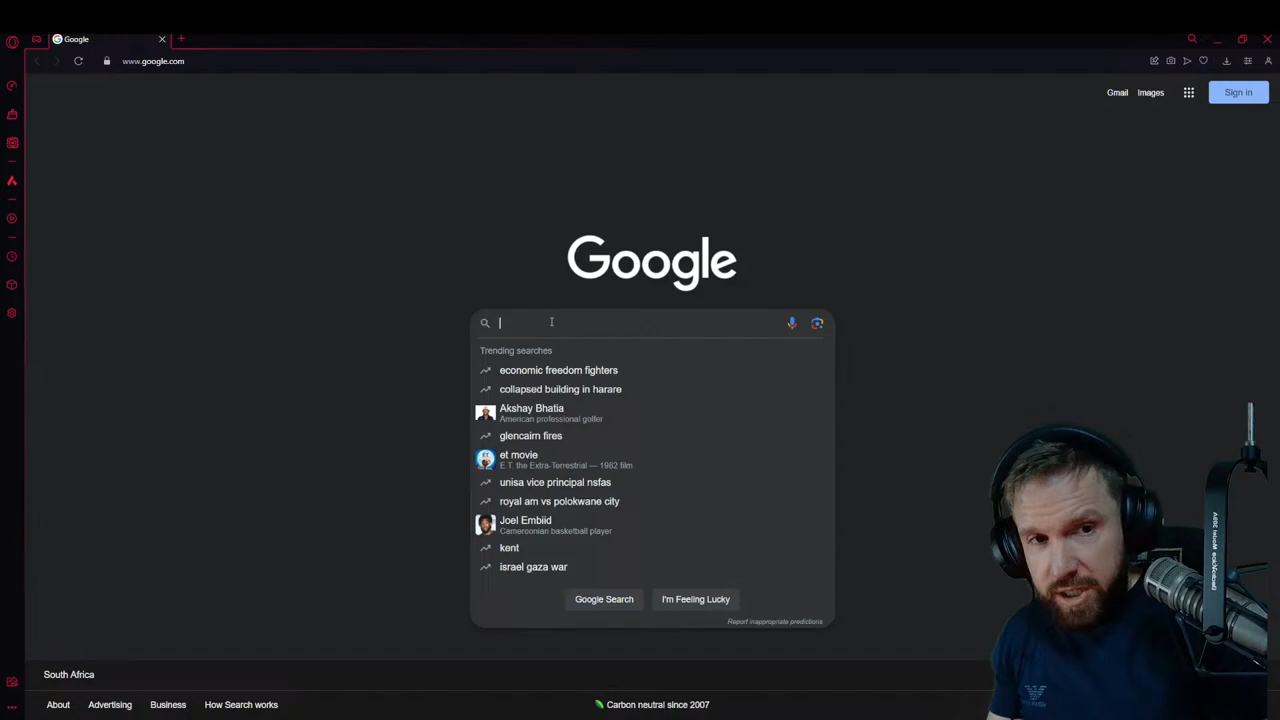 Google
www.google.com
Gmail
Images
Sign in
Google
Trending searches
economic freedom fighters
collapsed building in harare
Akshay Bhatia
American professional golfer
glencairn fires
et movie
E.T. the Extra-Terrestrial — 1982 film
unisa vice principal nsfas
royal am vs polokwane city
Joel Embiid
Cameroonian basketball player
kent
israel gaza war
Google Search
I'm Feeling Lucky
Report inappropriate predictions
South Africa
About
Advertising
Business
How Search works
Carbon neutral since 2007